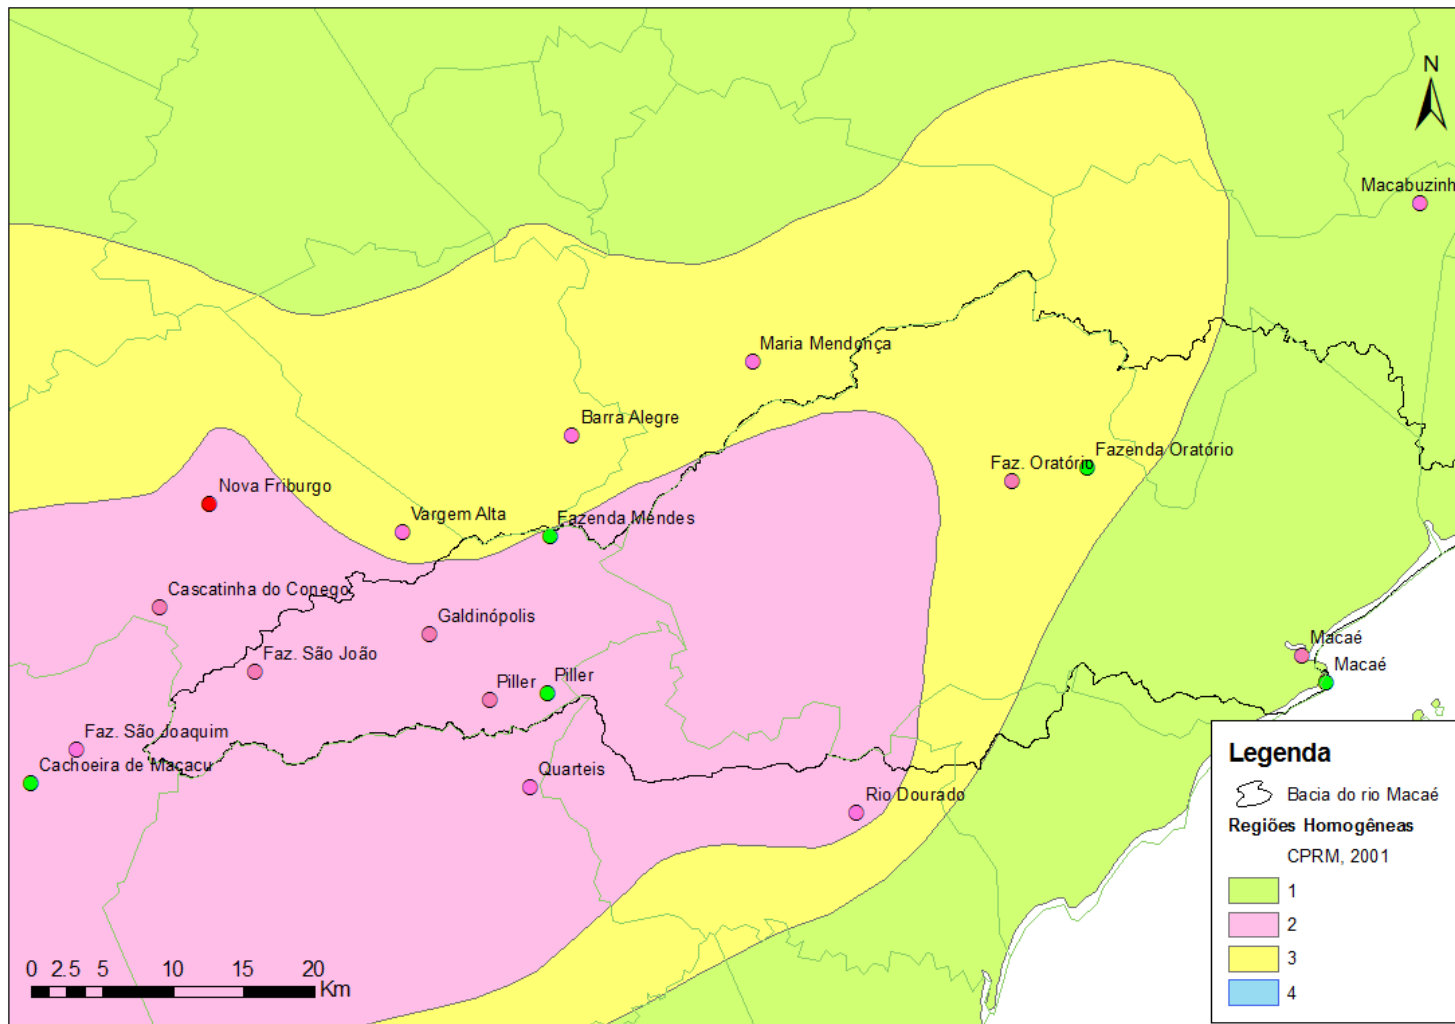 N
Macabuzinh
Maria Mendonça
Barra Alegre
Faz. Oratório
Fazenda Oratório
Nova Friburgo
Vargem Alta
Fazenda Mendes
Cascatinha do Conego
Galdinópolis
Faz. São João
Piller
Piller
Macaé
Macaé
Faz. São Joaquim
Cachoeira de Macacu
Quarteis
Rio Dourado
Legenda
Bacia do rio Macaé
Regiões Homogêneas
CPRM, 2001
1
2
3
4
0 2.5 5 10 15 20
Km